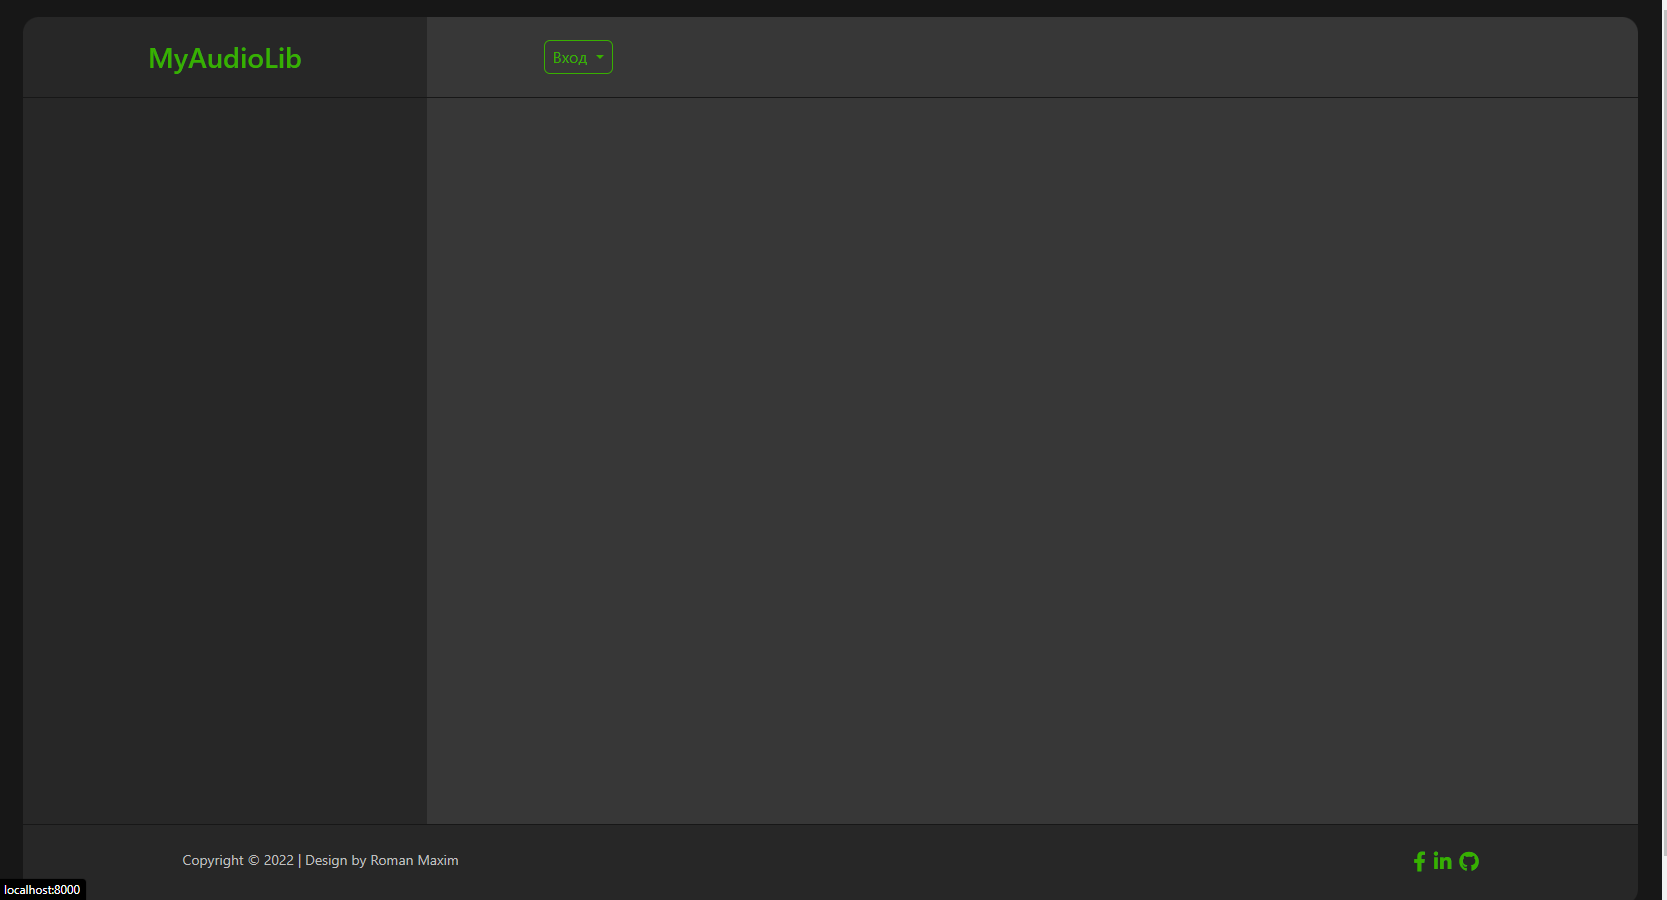 MyAudioLib
Вход
Copyright © 2022 | Design by Roman Maxim
localhost:8000